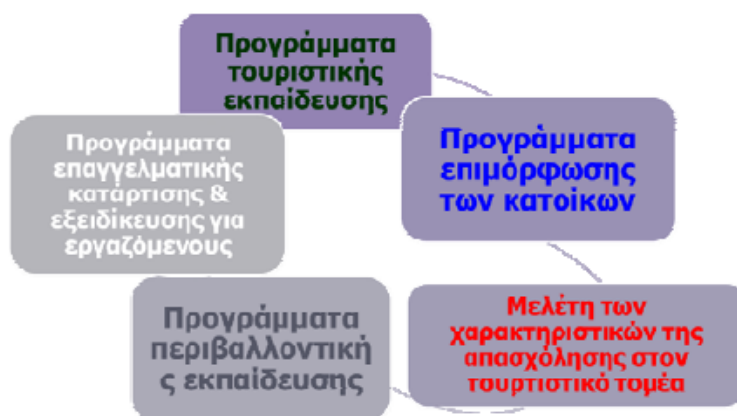 Προγράμματα
τουριστικής
εκπαίδευσης
Προγράμματα
επιμόρφωσης
των κατοίκων
Μελέτη των
χαρακτηριστικών της
απασχόλησης στον
τουρτιστικό τομέα
Προγράμματα
περιβαλλοντική
ς εκπαίδευσης
Προγράμματα
επαγγελματικής
κατάρτισης &
εξειδίκευσης για
εργαζόμενους